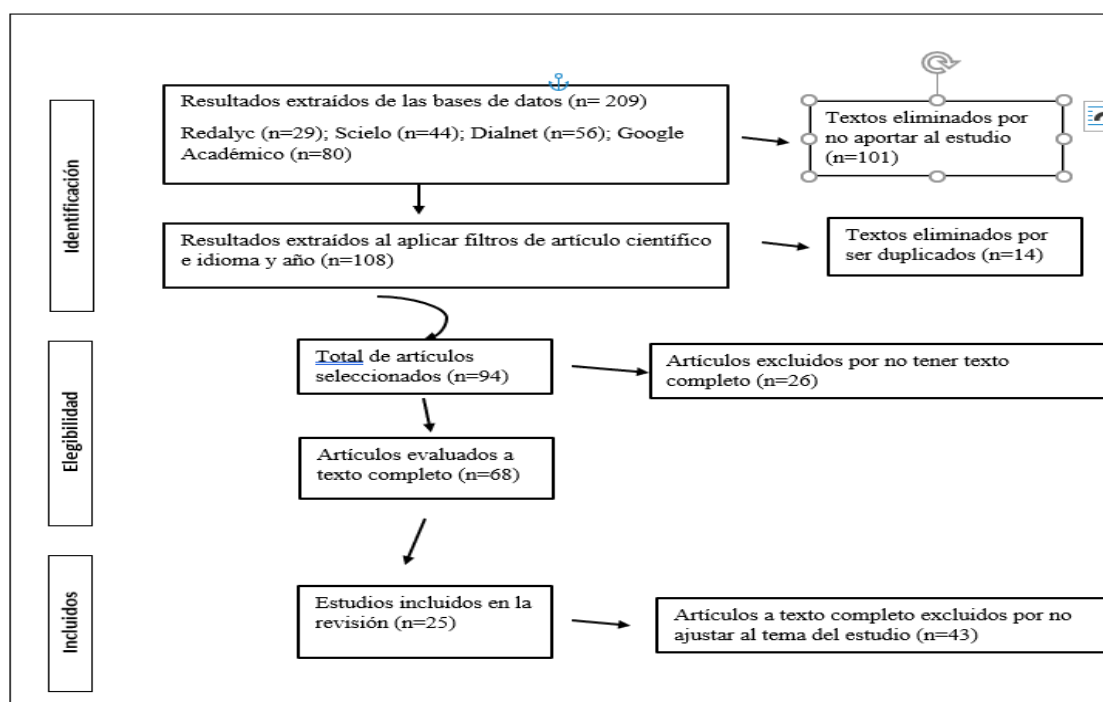 Identificación
Resultados extraídos de las bases de datos (n= 209)
Redalyc (n=29); Scielo (n=44); Dialnet (n=56); Google
Académico (n=80)
Textos eliminados por
no aportar al estudio
(n=101)
Resultados extraídos al aplicar filtros de artículo científico
e idioma y año (n=108)
Textos eliminados por
ser duplicados (n=14)
Elegibilidad
Total de artículos
seleccionados (n=94)
Artículos excluidos por no tener texto
completo (n=26)
Artículos evaluados a
texto completo (n=68)
Incluidos
Estudios incluidos en la
revisión (n=25)
Artículos a texto completo excluidos por no
ajustar al tema del estudio (n=43)